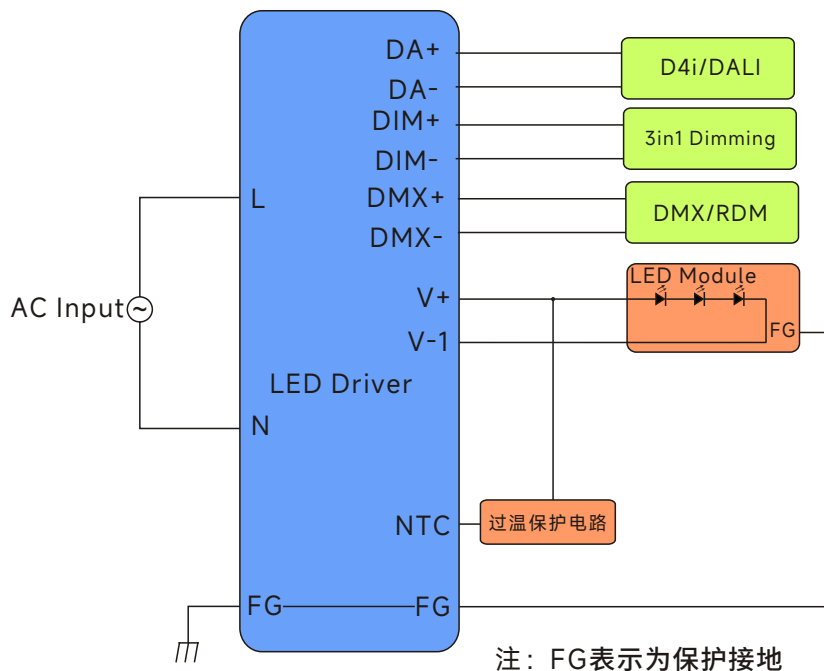 DA+
D4i/DALI
DA-
DIM+
3in1 Dimming
DIM-
L
DMX+
DMX/RDM
DMX-
LED Module
AC Input
~
V+
FG
V-1
LED Driver
N
NTC
过温保护电路
FG
FG
注：FG表示为保护接地